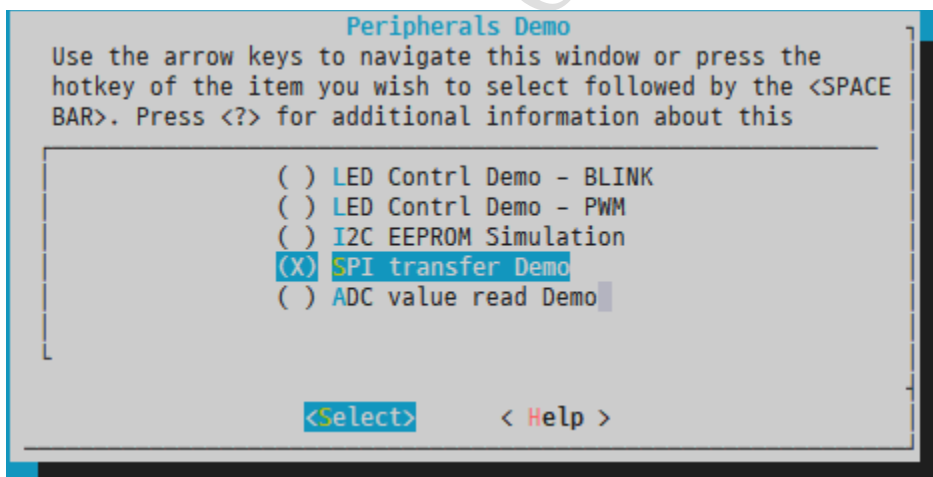 Peripherals Demo
Use the arrow keys to navigate this window or press the
hotkey of the item you wish to select followed by the <SPACE
BAR>. Press <?> for additional information about this
( ) LED Contrl Demo – BLINK
( ) LED Contrl Demo – PWM
( ) I2C EEPROM Simulation
(X) SPI transfer Demo
( ) ADC value read Demo
<Select> < Help >